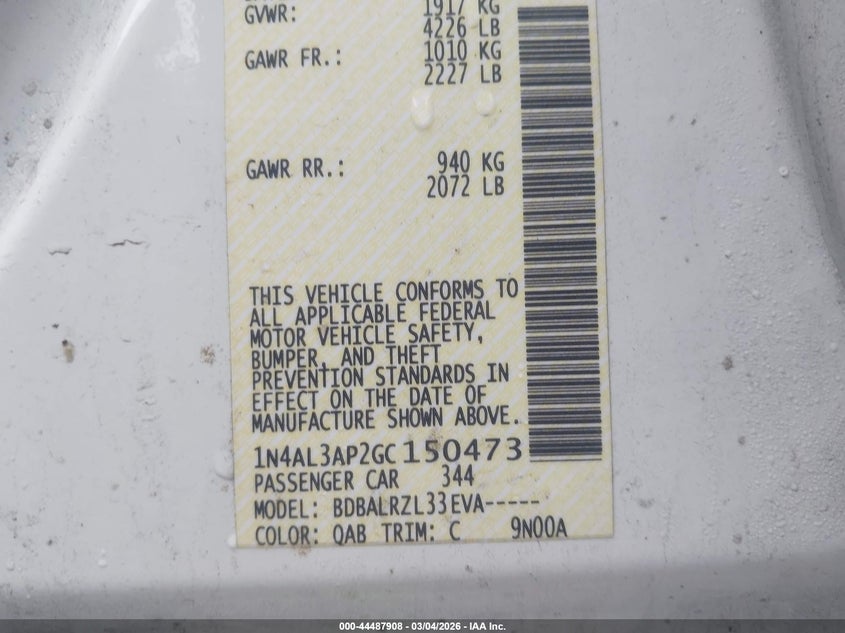 GVWR: 1917 KG
4226 LB
GAWR FR.: 1010 KG
2227 LB
GAWR RR.: 940 KG
2072 LB
THIS VEHICLE CONFORMS TO
ALL APPLICABLE FEDERAL
MOTOR VEHICLE SAFETY,
BUMPER, AND THEFT
PREVENTION STANDARDS IN
EFFECT ON THE DATE OF
MANUFACTURE SHOWN ABOVE.
1N4AL3AP2GC150473
PASSENGER CAR 344
MODEL: BDBALRZL33EVA-----
COLOR: QAB TRIM: C 9N00A
000-44487908 - 03/04/2026 - IAA Inc.